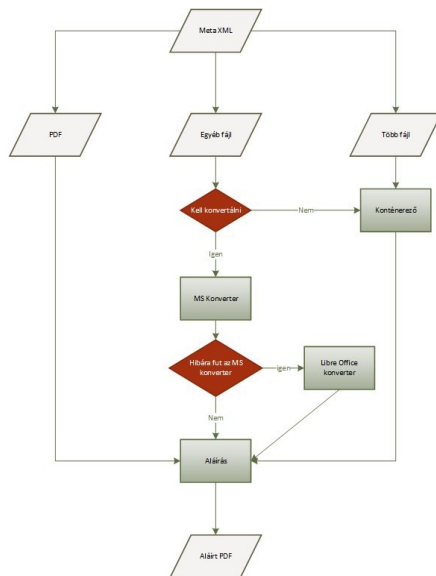 Meta XML
PDF
Egyéb fájl
Több fájl
Kell konvertálni
Nem
Konténerező
Igen
MS Konverter
Hibára fut az MS
konverter
igen
Libre Office
konverter
Nem
Aláírás
Aláírt PDF